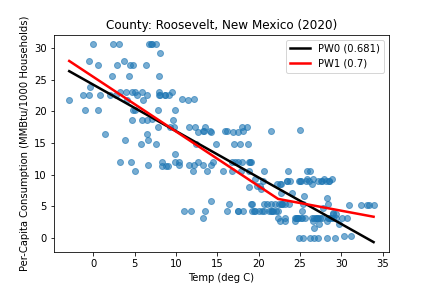 County: Roosevelt, New Mexico (2020)
Per-Capita Consumption (MMBtu/1000 Households)
30
25
20
15
10
5
0
PW0 (0.681)
PW1 (0.7)
0 5 10 15 20 25 30 35
Temp (deg C)